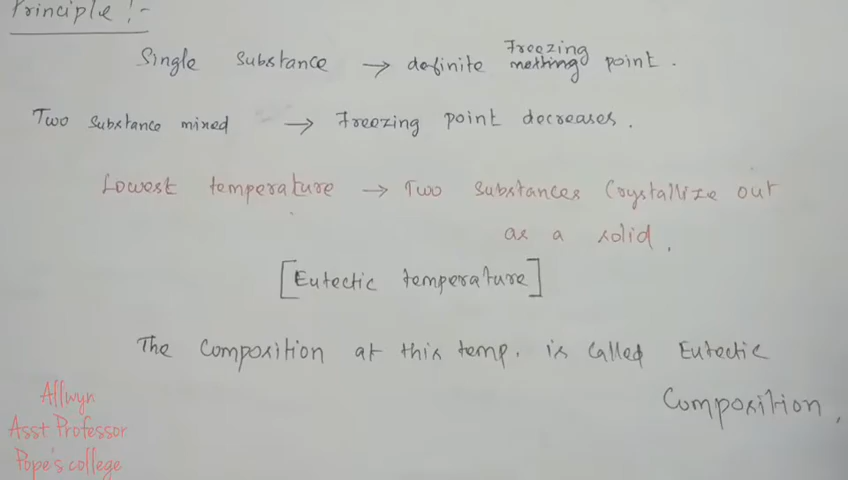 Principle :-
Single substance → definite Freezing methng point.
Two substance mixed → Freezing point decreases.
Lowest temperature → Two substances Crystallize out
as a solid.
[Eutectic temperature]
The Composition at this temp. is called Eutectic
Composition.
Allwyn
Asst Professor
Pope's college